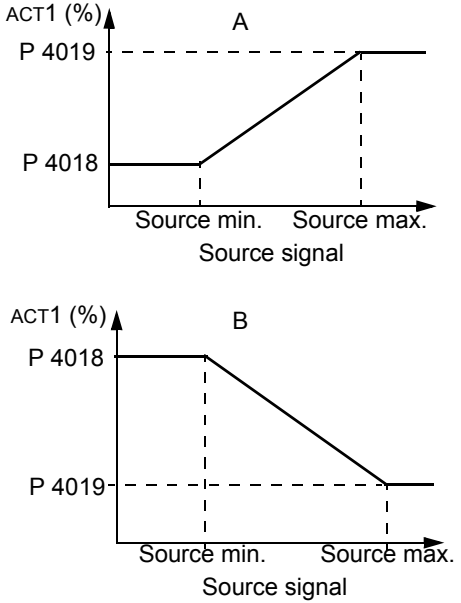 ACT1 (%)
A
P 4019
P 4018
Source min.
Source max.
Source signal
ACT1 (%)
B
P 4018
P 4019
Source min.
Source max.
Source signal